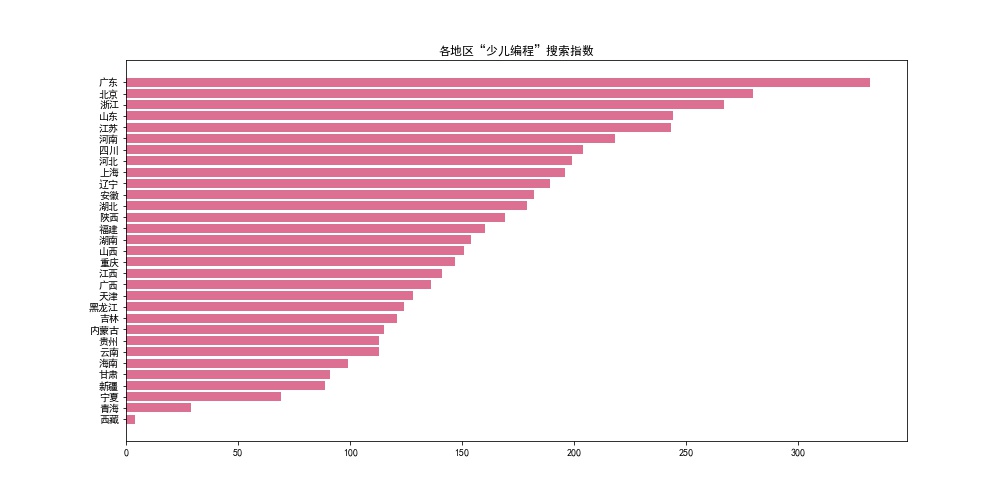 各地区“少儿编程”搜索指数
广东
北京
浙江
山东
江苏
河南
四川
河北
上海
辽宁
安徽
湖北
陕西
福建
湖南
山西
重庆
江西
广西
天津
黑龙江
吉林
内蒙古
贵州
云南
海南
甘肃
新疆
宁夏
青海
西藏
0 50 100 150 200 250 300